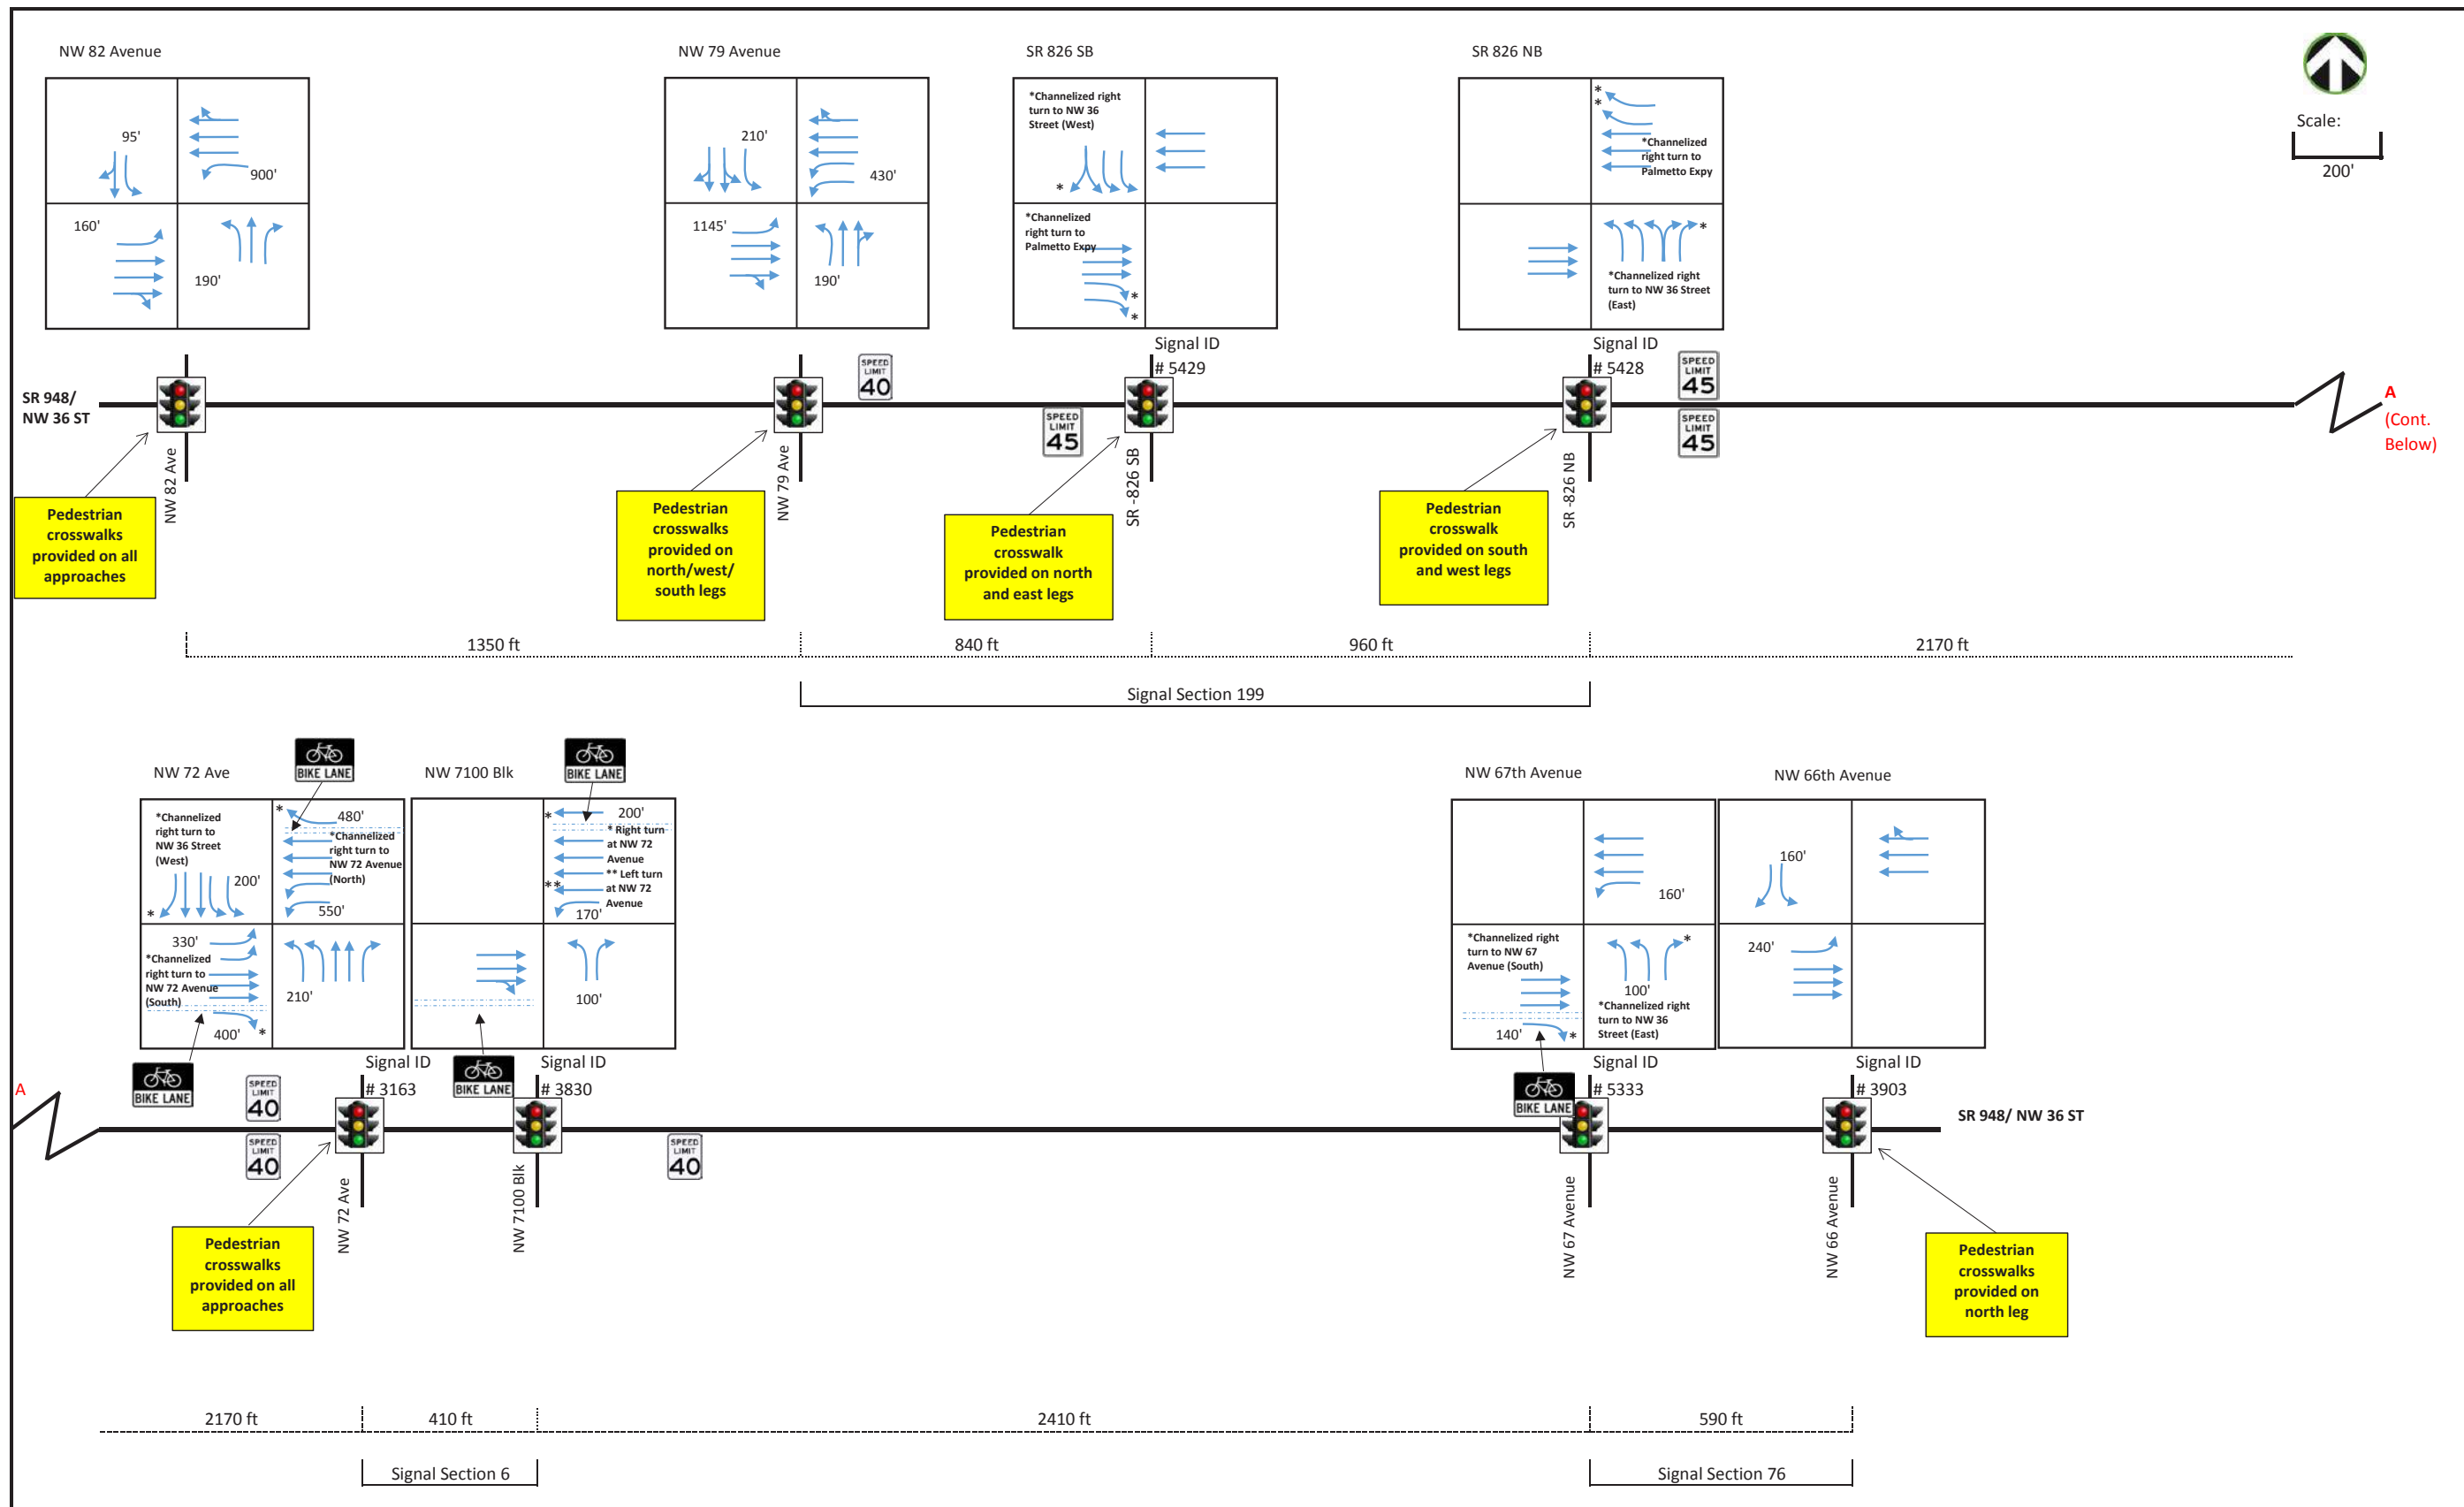 NW 82 Avenue
95'
900'
160'
190'
NW 79 Avenue
210'
430'
1145'
190'
SR 826 SB
*Channelized right
turn to NW 36
Street (West)
*
*Channelized
right turn to
Palmetto Expy
*
*
SR 826 NB
*
*
*Channelized
right turn to
Palmetto Expy
*
*Channelized right
turn to NW 36 Street
(East)
Scale:
200'
Signal ID
# 5429
Signal ID
# 5428
SPEED
LIMIT
40
SPEED
LIMIT
45
SPEED
LIMIT
45
SPEED
LIMIT
45
SR 948/
NW 36 ST
A
(Cont.
Below)
NW 82 Ave
NW 79 Ave
SR -826 SB
SR -826 NB
Pedestrian
crosswalks
provided on all
approaches
Pedestrian
crosswalks
provided on
north/west/
south legs
Pedestrian
crosswalk
provided on north
and east legs
Pedestrian
crosswalk
provided on south
and west legs
1350 ft
840 ft
960 ft
2170 ft
Signal Section 199
NW 72 Ave
BIKE LANE
*Channelized
right turn to
NW 36 Street
(West)
200'
*
*
480'
*Channelized
right turn to
NW 72 Avenue
(North)
550'
330'
*Channelized
right turn to
NW 72 Avenue
(South)
400'
*
210'
BIKE LANE
NW 7100 Blk
BIKE LANE
*
200'
* Right turn
at NW 72
Avenue
** Left turn
at NW 72
Avenue
**
170'
100'
BIKE LANE
NW 67th Avenue
160'
*Channelized right
turn to NW 67
Avenue (South)
140'
*
*
100'
*Channelized right
turn to NW 36
Street (East)
BIKE LANE
NW 66th Avenue
160'
240'
Signal ID
# 3163
Signal ID
# 3830
Signal ID
# 5333
Signal ID
# 3903
A
SPEED
LIMIT
40
SPEED
LIMIT
40
SPEED
LIMIT
40
SR 948/ NW 36 ST
NW 72 Ave
NW 7100 Blk
NW 67 Avenue
NW 66 Avenue
Pedestrian
crosswalks
provided on all
approaches
Pedestrian
crosswalks
provided on
north leg
2170 ft
410 ft
2410 ft
590 ft
Signal Section 6
Signal Section 76